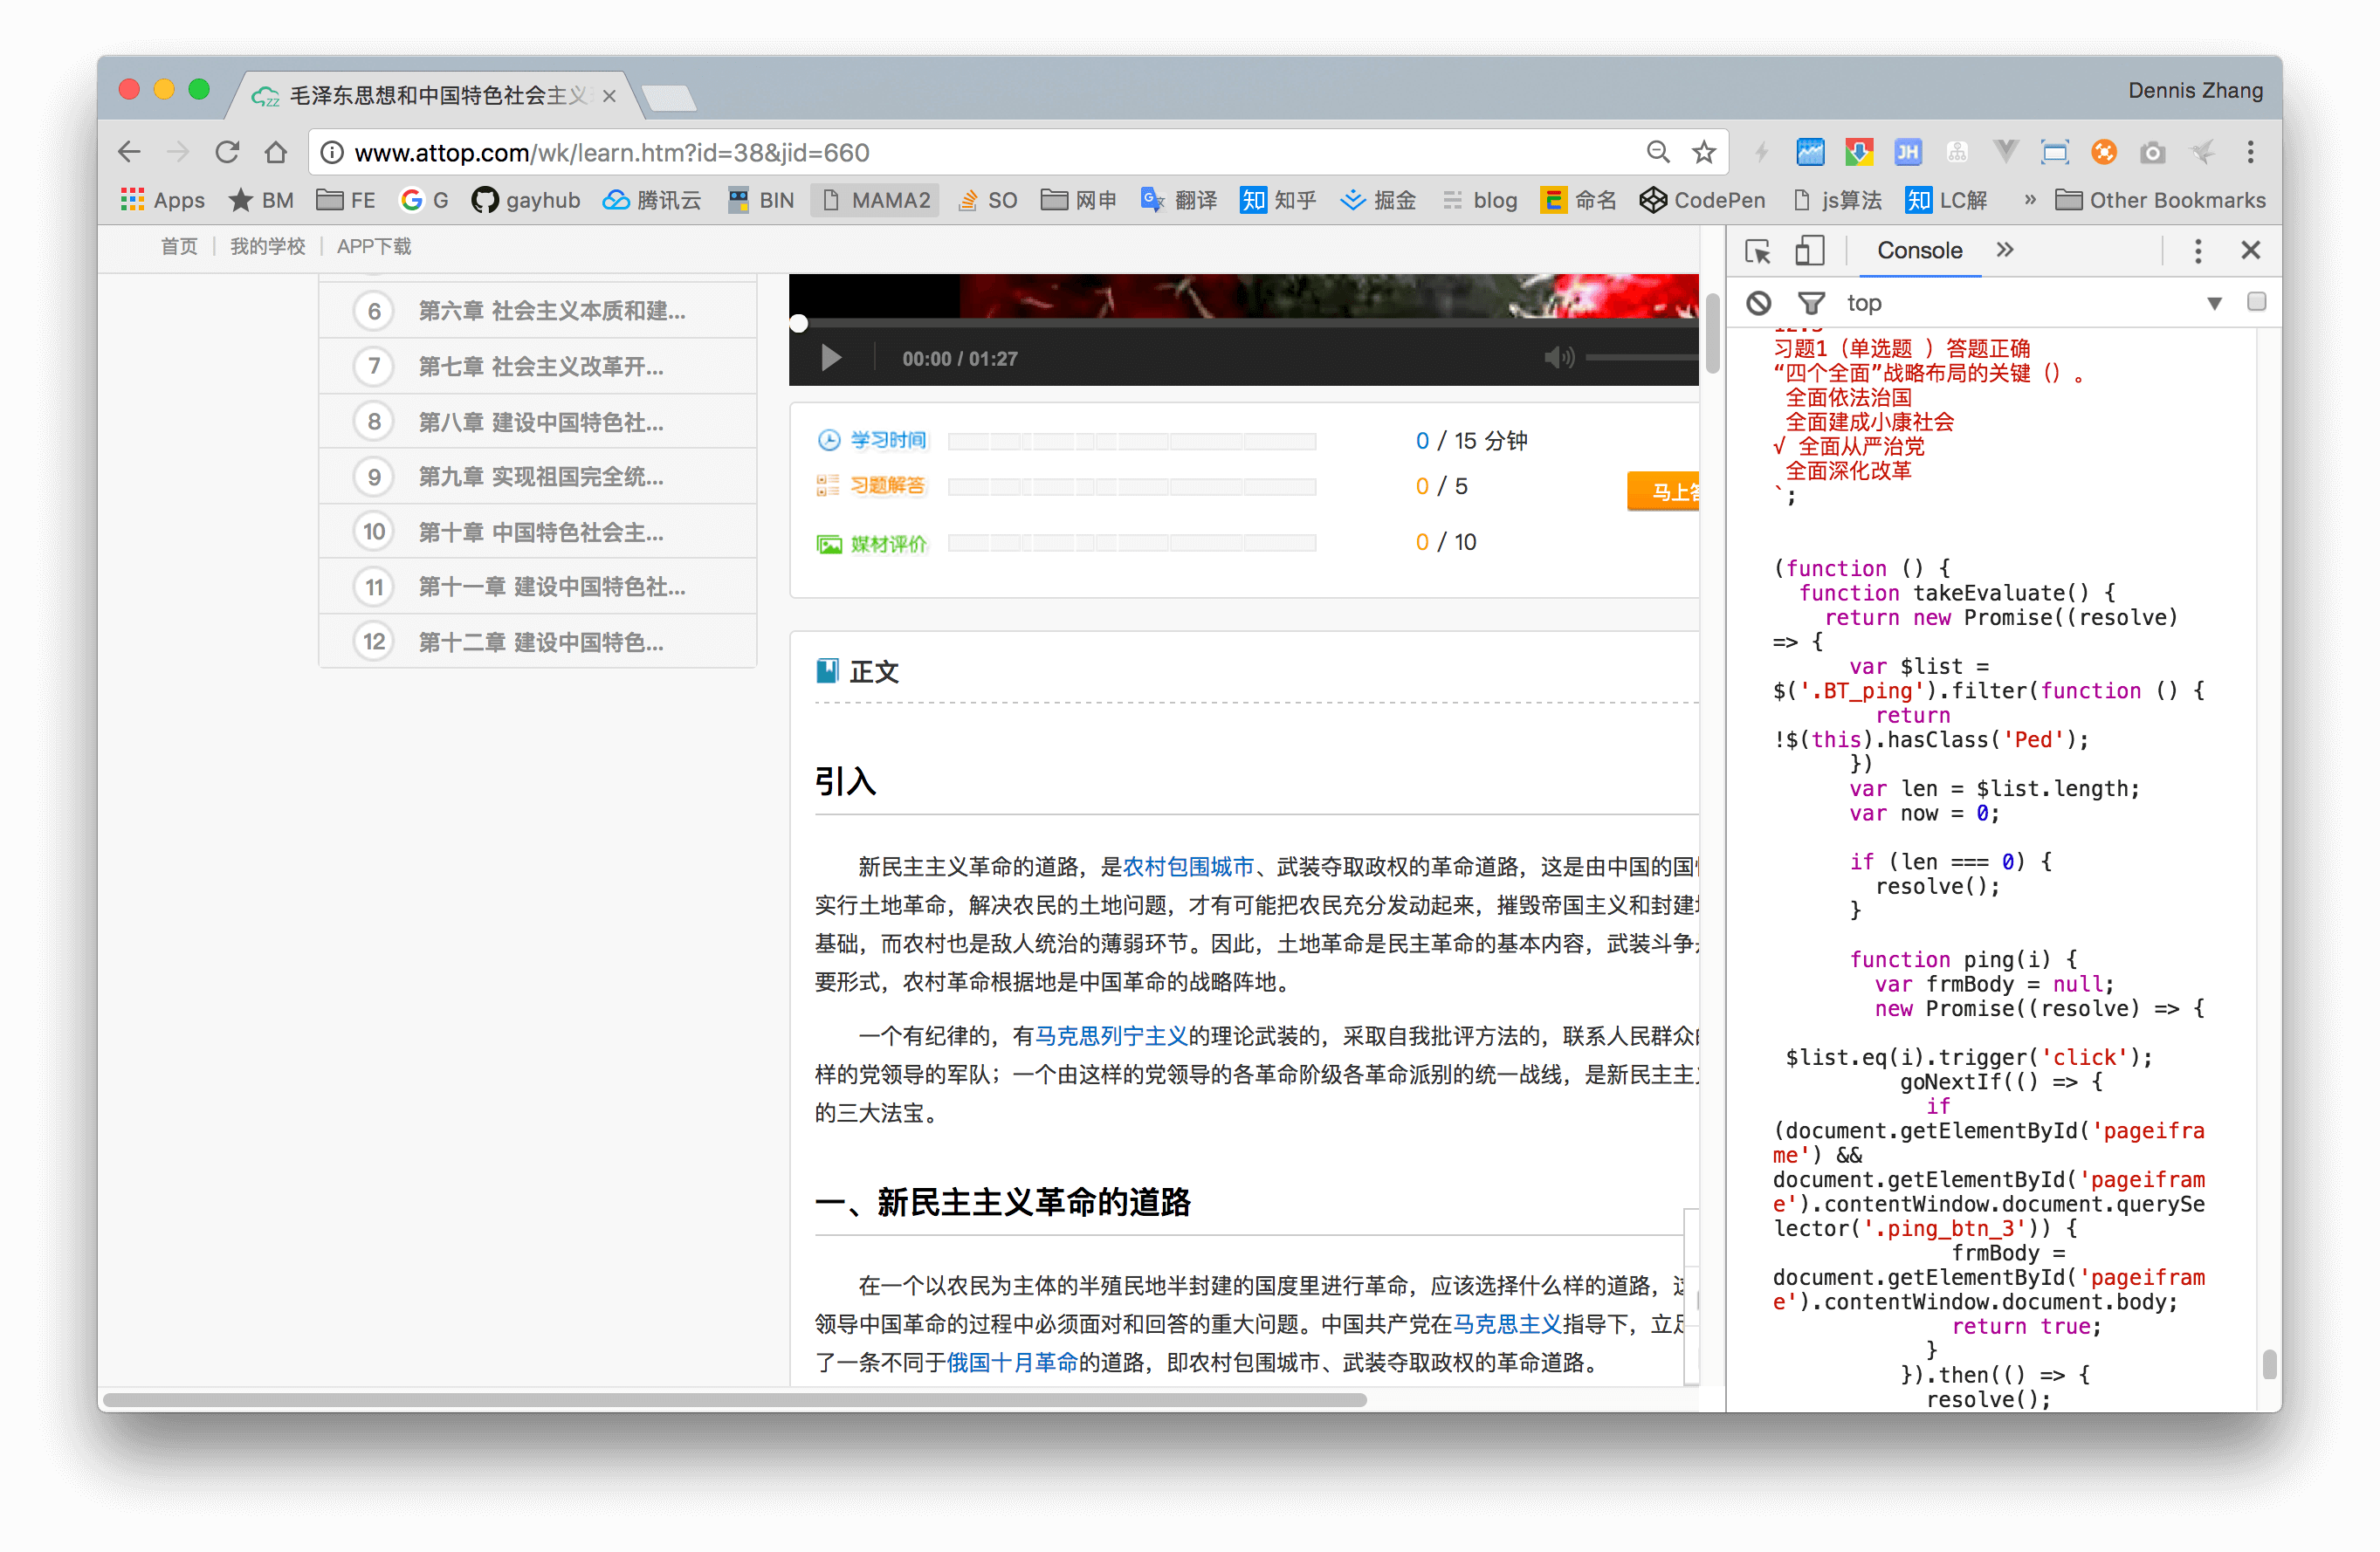 毛泽东思想和中国特色社会主义
Dennis Zhang
www.attop.com/wk/learn.htm?id=38&jid=660
Apps BM FE G gayhub 腾讯云 BIN MAMA2 SO 网申 翻译 知乎 掘金 blog 命名 CodePen js算法 LC解 » Other Bookmarks
首页 | 我的学校 | APP下载
6 第六章 社会主义本质和建...
7 第七章 社会主义改革开...
8 第八章 建设中国特色社...
9 第九章 实现祖国完全统...
10 第十章 中国特色社会主...
11 第十一章 建设中国特色社...
12 第十二章 建设中国特色...
00:00 / 01:27
学习时间 0 / 15 分钟
习题解答 0 / 5 马上
媒材评价 0 / 10
正文
引入
新民主主义革命的道路，是农村包围城市、武装夺取政权的革命道路，这是由中国的国
实行土地革命，解决农民的土地问题，才有可能把农民充分发动起来，摧毁帝国主义和封建
基础，而农村也是敌人统治的薄弱环节。因此，土地革命是民主革命的基本内容，武装斗争
要形式，农村革命根据地是中国革命的战略阵地。
一个有纪律的，有马克思列宁主义的理论武装的，采取自我批评方法的，联系人民群众
样的党领导的军队；一个由这样的党领导的各革命阶级各革命派别的统一战线，是新民主主
的三大法宝。
一、新民主主义革命的道路
在一个以农民为主体的半殖民地半封建的国度里进行革命，应该选择什么样的道路，这
领导中国革命的过程中必须面对和回答的重大问题。中国共产党在马克思主义指导下，立足
了一条不同于俄国十月革命的道路，即农村包围城市、武装夺取政权的革命道路。
Console »
top
习题1（单选题 ）答题正确
“四个全面”战略布局的关键（）。
全面依法治国
全面建成小康社会
√ 全面从严治党
全面深化改革
`;
(function () {
function takeEvaluate() {
return new Promise((resolve)
=> {
var $list =
$('.BT_ping').filter(function () {
return
!$(this).hasClass('Ped');
})
var len = $list.length;
var now = 0;
if (len === 0) {
resolve();
}
function ping(i) {
var frmBody = null;
new Promise((resolve) => {
$list.eq(i).trigger('click');
goNextIf(() => {
if
(document.getElementById('pageifra
me') &&
document.getElementById('pageifram
e').contentWindow.document.querySe
lector('.ping_btn_3')) {
frmBody =
document.getElementById('pageifram
e').contentWindow.document.body;
return true;
}
}).then(() => {
resolve();